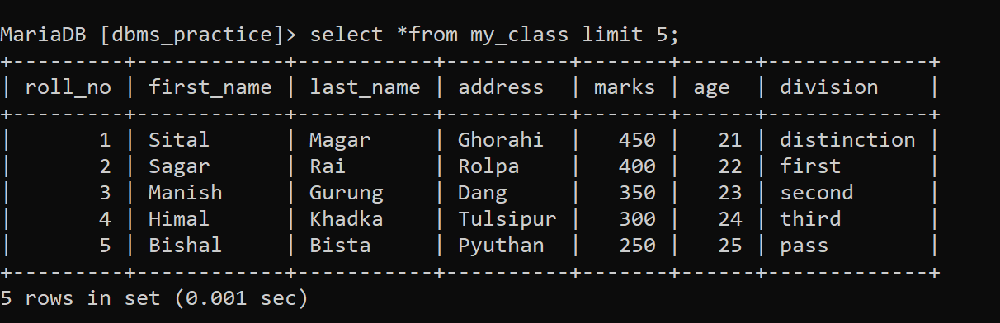 MariaDB [dbms_practice]> select *from my_class limit 5;
+---------+------------+-----------+----------+-------+------+-------------+
| roll_no | first_name | last_name | address  | marks | age  | division    |
+---------+------------+-----------+----------+-------+------+-------------+
|       1 | Sital      | Magar     | Ghorahi  |   450 |   21 | distinction |
|       2 | Sagar      | Rai       | Rolpa    |   400 |   22 | first       |
|       3 | Manish     | Gurung    | Dang     |   350 |   23 | second      |
|       4 | Himal      | Khadka    | Tulsipur |   300 |   24 | third       |
|       5 | Bishal     | Bista     | Pyuthan  |   250 |   25 | pass        |
+---------+------------+-----------+----------+-------+------+-------------+
5 rows in set (0.001 sec)